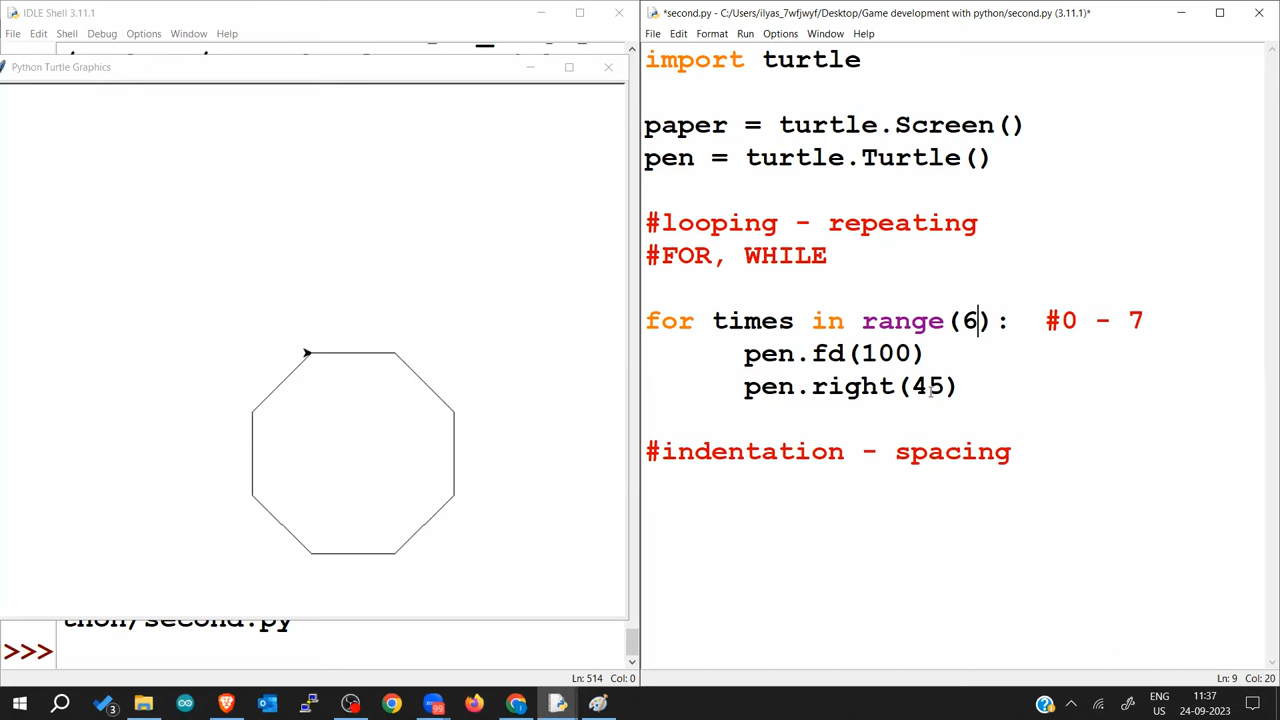 IDLE Shell 3.11.1
File Edit Shell Debug Options Window Help
thon Turtle Graphics
thon/second.py
>>>
Ln: 514 Col: 0
*second.py - C:/Users/ilyas_7wfjwyf/Desktop/Game development with python/second.py (3.11.1)*
File Edit Format Run Options Window Help
import turtle
paper = turtle.Screen()
pen = turtle.Turtle()
#looping - repeating
#FOR, WHILE
for times in range(6): #0 - 7
pen.fd(100)
pen.right(45)
#indentation - spacing
Ln: 9 Col: 20
3
99
ENG
US
11:37
24-09-2023